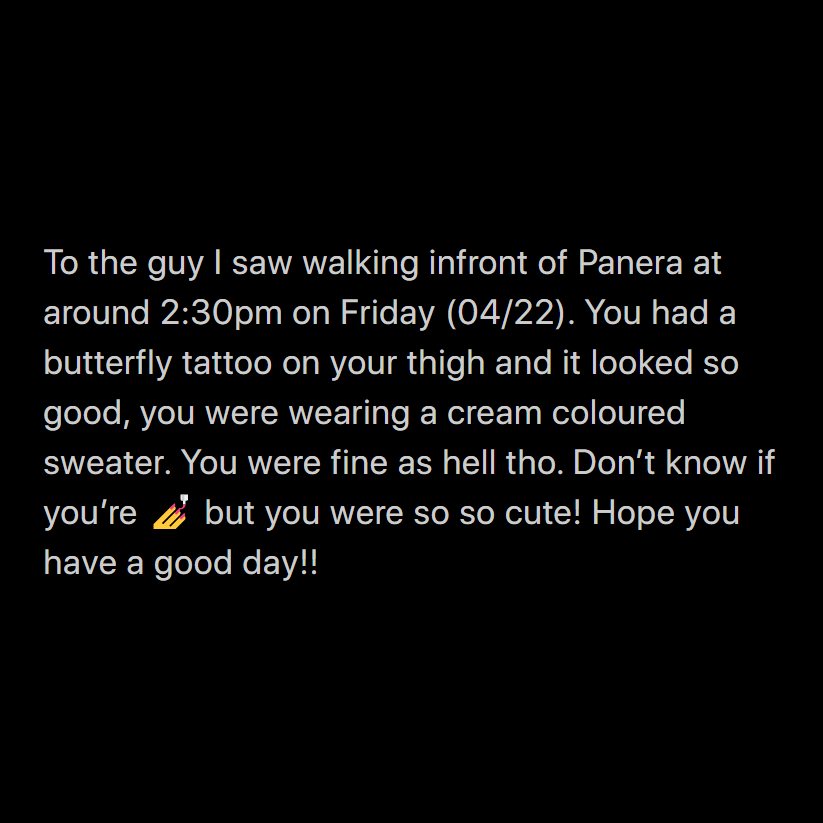 To the guy I saw walking infront of Panera at
around 2:30pm on Friday (04/22). You had a
butterfly tattoo on your thigh and it looked so
good, you were wearing a cream coloured
sweater. You were fine as hell tho. Don’t know if
you’re 💅 but you were so so cute! Hope you
have a good day!!